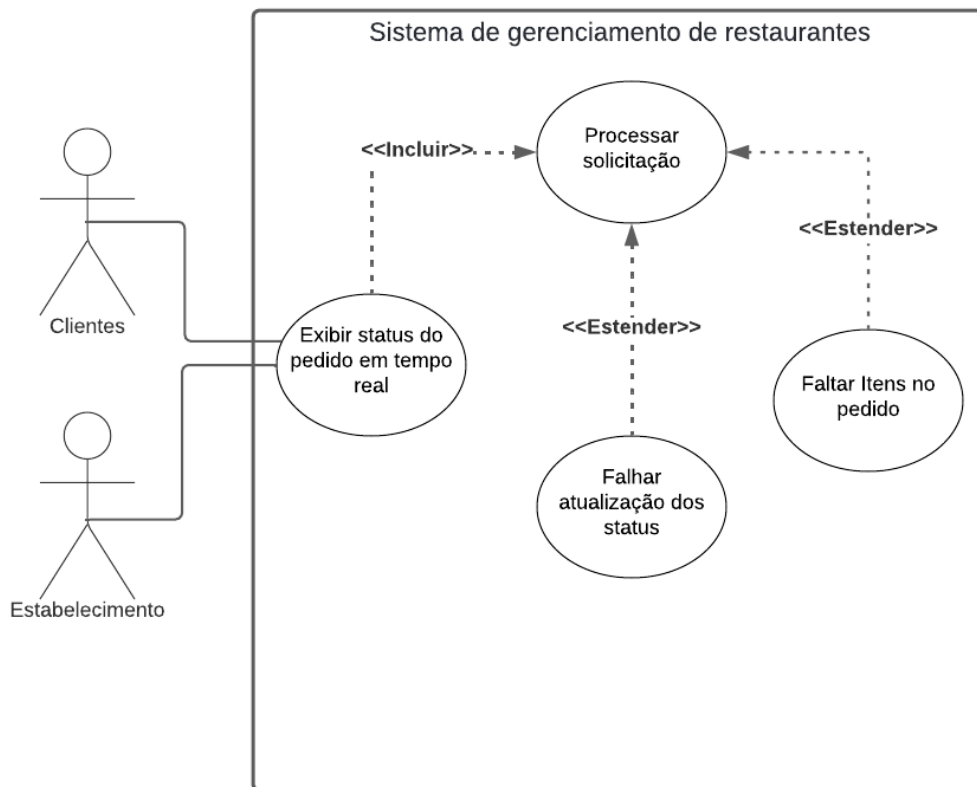 Sistema de gerenciamento de restaurantes
Processar
solicitação
<<Incluir>>
<<Estender>>
Clientes
Exibir status do
pedido em tempo
real
<<Estender>>
Faltar Itens no
pedido
Falhar
atualização dos
status
Estabelecimento